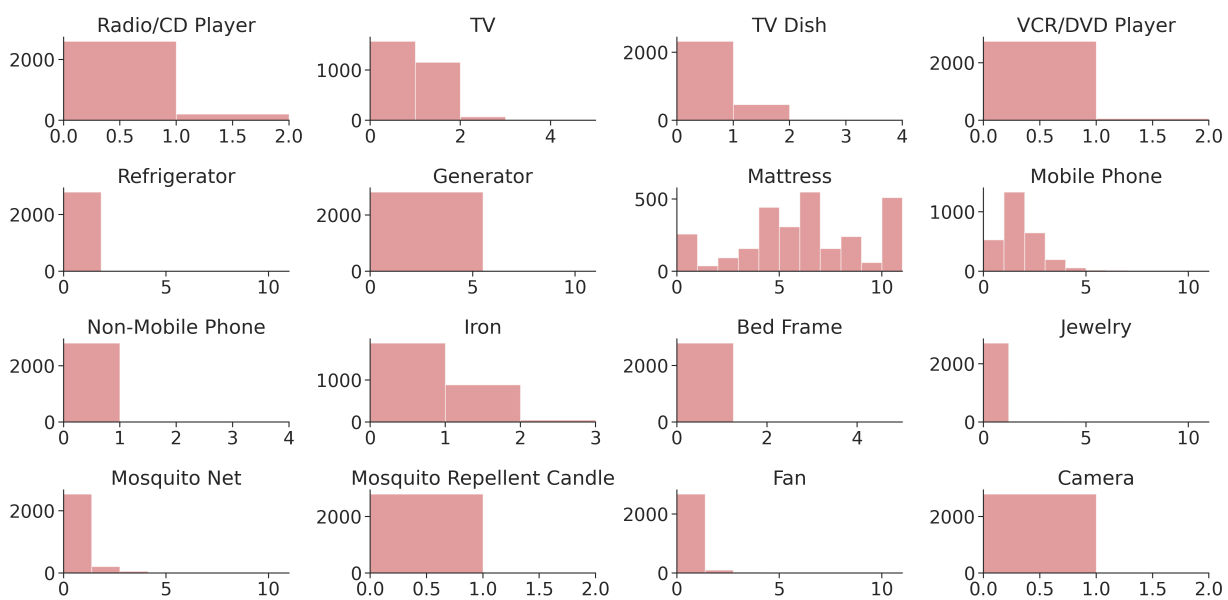 Radio/CD Player TV TV Dish VCR/DVD Player
2000 1000 2000 2000
0 0 0 0
0.0 0.5 1.0 1.5 2.0 0 2 4 0 1 2 3 4 0.0 0.5 1.0 1.5 2.0
Refrigerator Generator Mattress Mobile Phone
2000 2000 500 1000
0 0 0 0
0 5 10 0 5 10 0 5 10 0 5 10
Non-Mobile Phone Iron Bed Frame Jewelry
2000 1000 2000 2000
0 0 0 0
0 1 2 3 4 0 1 2 3 0 2 4 0 5 10
Mosquito Net Mosquito Repellent Candle Fan Camera
2000 2000 2000 2000
0 0 0 0
0 5 10 0.0 0.5 1.0 1.5 2.0 0 5 10 0.0 0.5 1.0 1.5 2.0